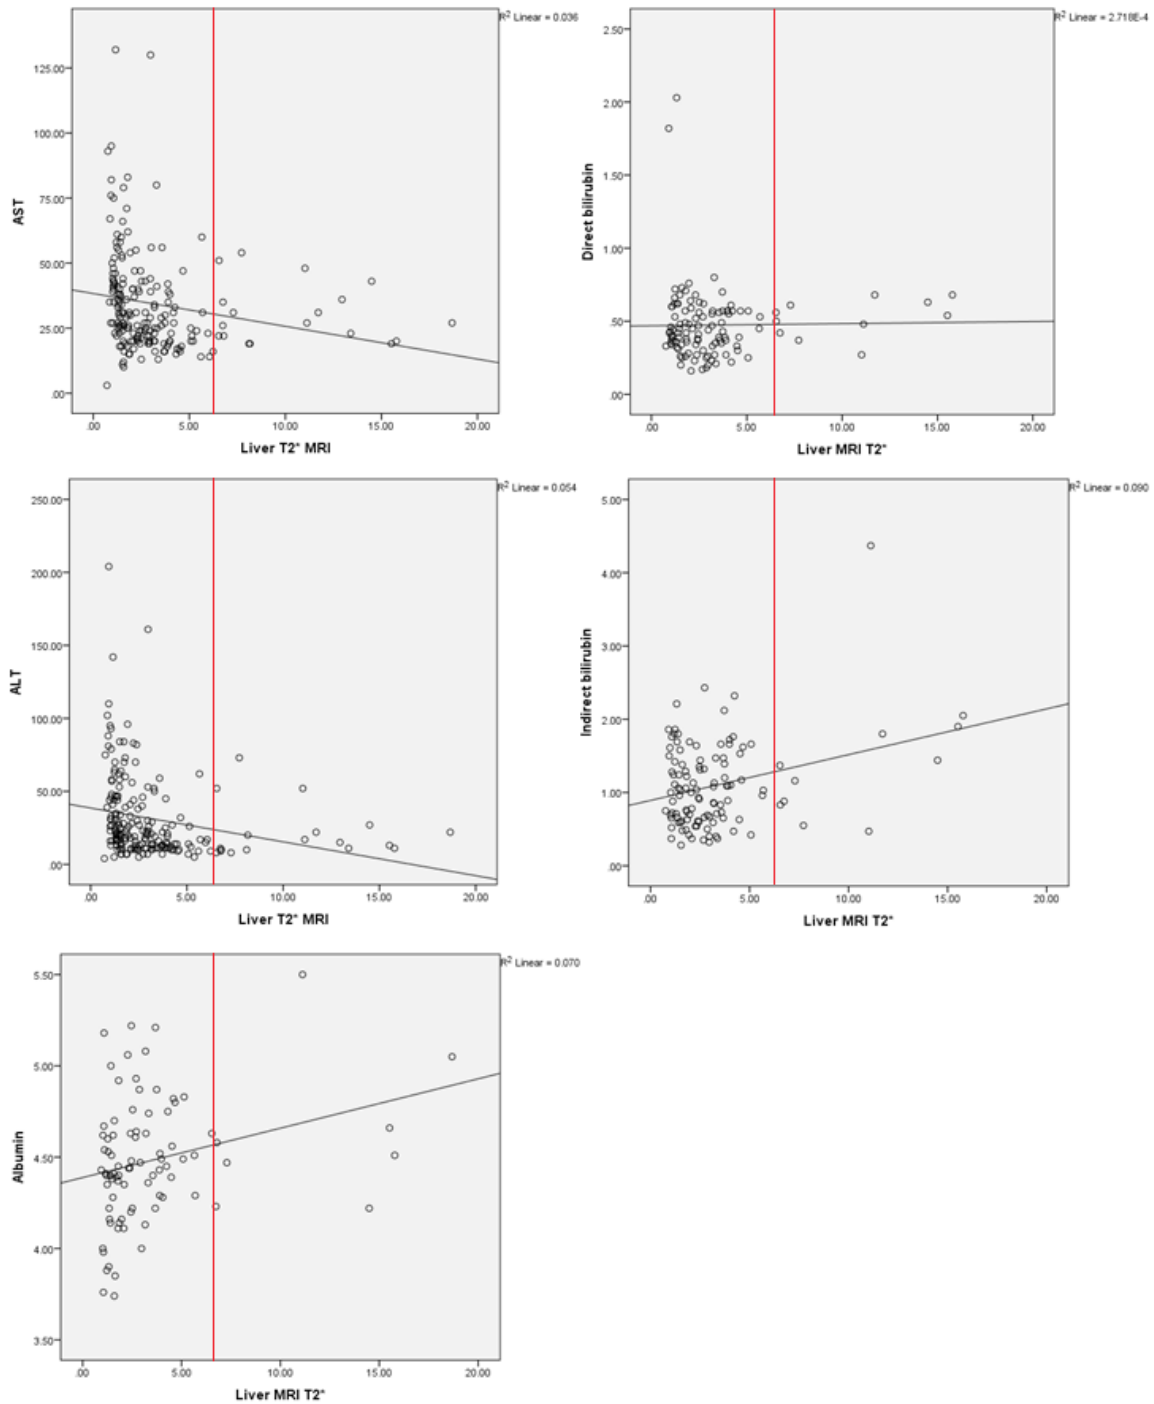 R2 Linear = 0.036
125.00
100.00
75.00
50.00
25.00
.00
AST
.00 5.00 10.00 15.00 20.00
Liver T2* MRI
R2 Linear = 2.718E-4
2.50
2.00
1.50
1.00
.50
.00
Direct bilirubin
.00 5.00 10.00 15.00 20.00
Liver MRI T2*
R2 Linear = 0.054
250.00
200.00
150.00
100.00
50.00
.00
ALT
.00 5.00 10.00 15.00 20.00
Liver T2* MRI
R2 Linear = 0.090
5.00
4.00
3.00
2.00
1.00
.00
Indirect bilirubin
.00 5.00 10.00 15.00 20.00
Liver MRI T2*
R2 Linear = 0.070
5.50
5.00
4.50
4.00
3.50
Albumin
.00 5.00 10.00 15.00 20.00
Liver MRI T2*